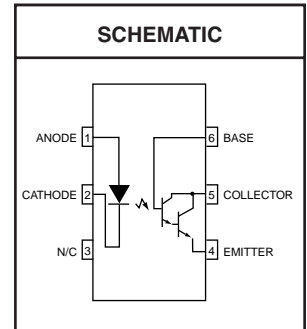 SCHEMATIC
ANODE 1
6 BASE
CATHODE 2
5 COLLECTOR
N/C 3
4 EMITTER